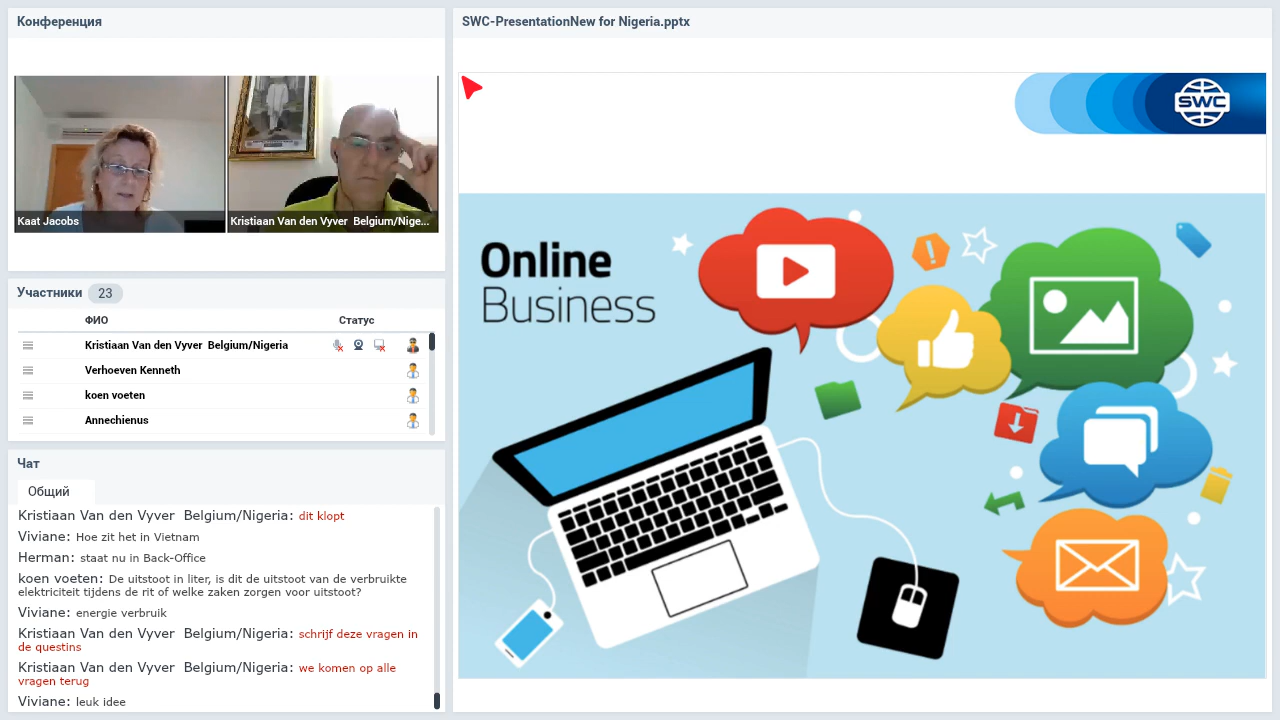 Конференция
Kaat Jacobs
Kristiaan Van den Vyver  Belgium/Nige...
Участники 23
ФИО Статус
Kristiaan Van den Vyver  Belgium/Nigeria
Verhoeven Kenneth
koen voeten
Annechienus
Чат
Общий
Kristiaan Van den Vyver  Belgium/Nigeria: dit klopt
Viviane: Hoe zit het in Vietnam
Herman: staat nu in Back-Office
koen voeten: De uitstoot in liter, is dit de uitstoot van de verbruikte
elektriciteit tijdens de rit of welke zaken zorgen voor uitstoot?
Viviane: energie verbruik
Kristiaan Van den Vyver  Belgium/Nigeria: schrijf deze vragen in
de questins
Kristiaan Van den Vyver  Belgium/Nigeria: we komen op alle
vragen terug
Viviane: leuk idee
SWC-PresentationNew for Nigeria.pptx
SWC
Online
Business